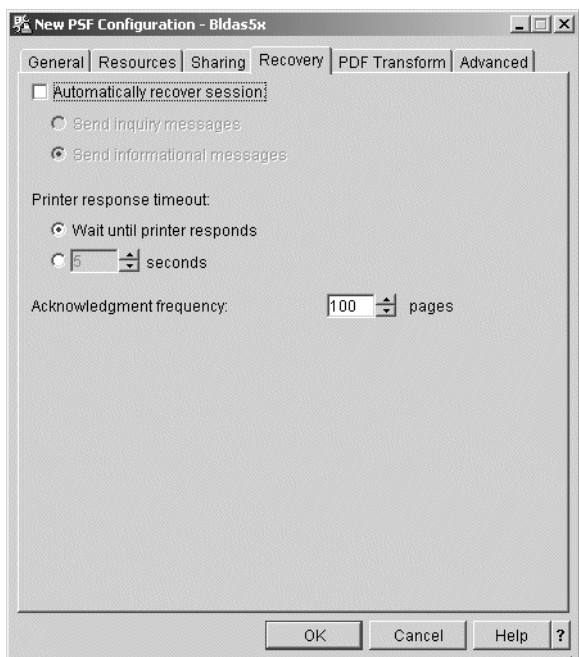 New PSF Configuration - Bldas5x
General Resources Sharing Recovery PDF Transform Advanced
Automatically recover session:
Send inquiry messages
Send informational messages
Printer response timeout:
Wait until printer responds
5 seconds
Acknowledgment frequency: 100 pages
OK Cancel Help ?